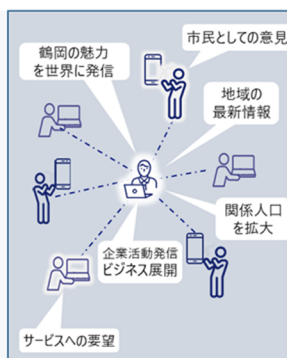 市民としての意見
鶴岡の魅力
を世界に発信
地域の
最新情報
関係人口
を拡大
企業活動発信
ビジネス展開
サービスへの要望